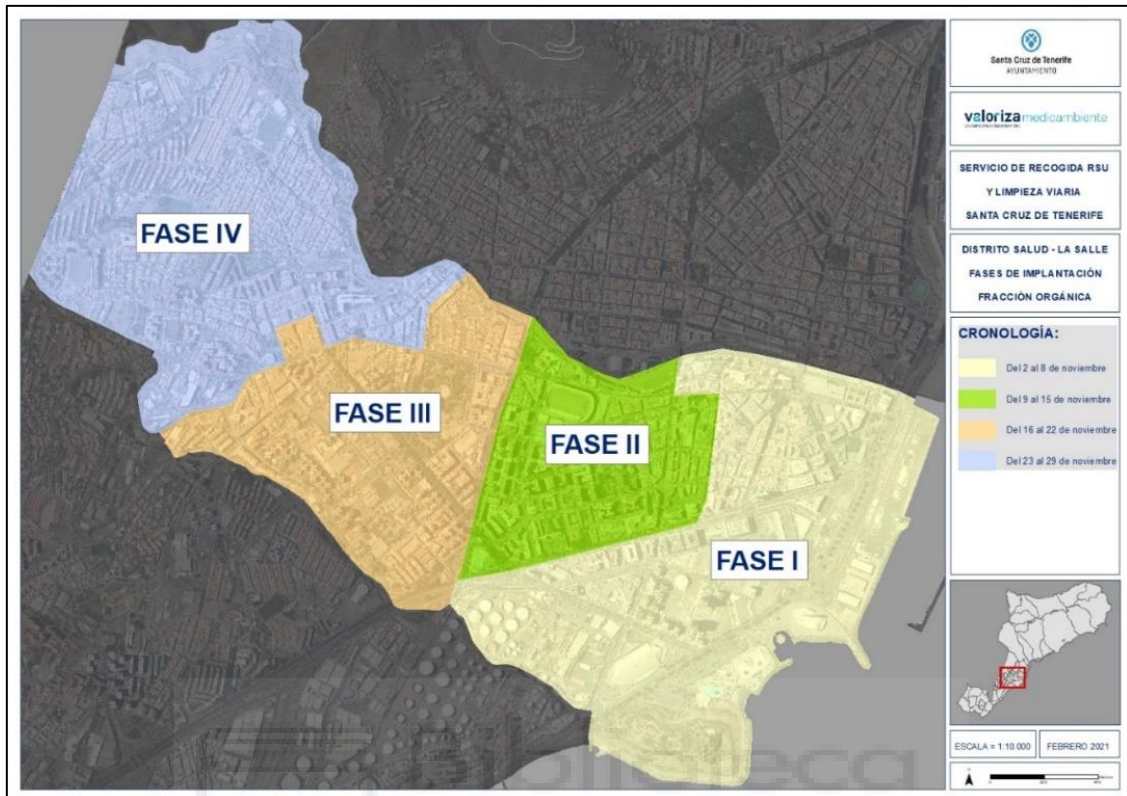 Santa Cruz de Tenerife
AYUNTAMIENTO
valoriza medioambiente
SERVICIO DE RECOGIDA RSU
Y LIMPIEZA VIARIA
SANTA CRUZ DE TENERIFE
DISTRITO SALUD - LA SALLE
FASES DE IMPLANTACIÓN
FRACCIÓN ORGÁNICA
CRONOLOGÍA:
Del 2 al 8 de noviembre
Del 9 al 15 de noviembre
Del 16 al 22 de noviembre
Del 23 al 29 de noviembre
FASE IV
FASE III
FASE II
FASE I
ESCALA = 1:10.000
FEBRERO 2021
biblioteca